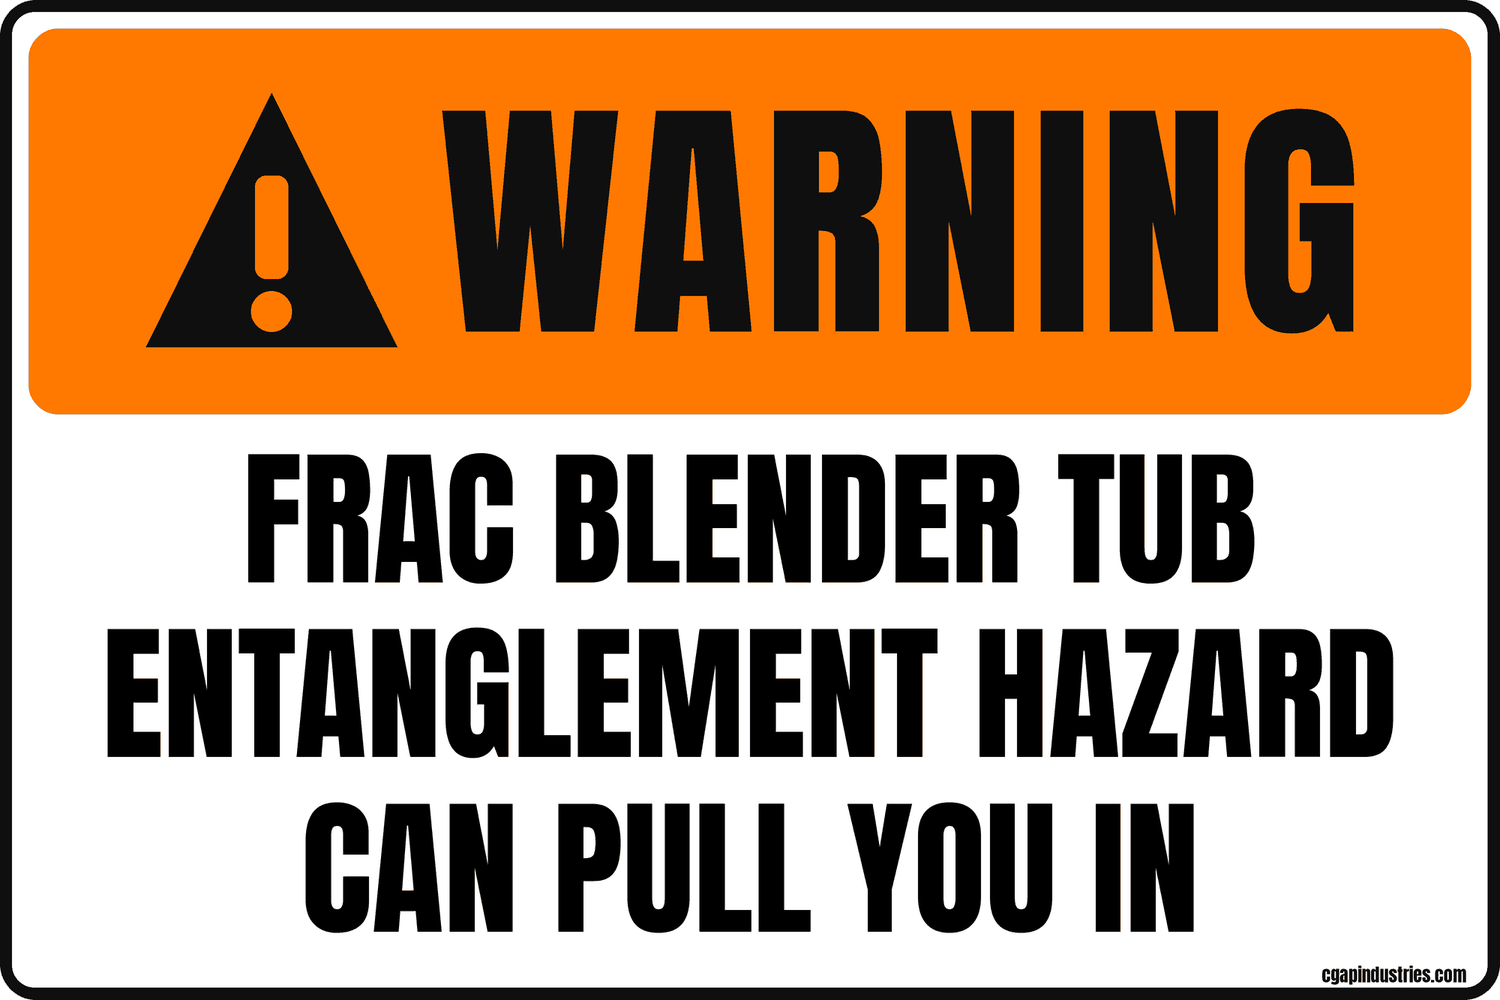 WARNING
FRAC BLENDER TUB
ENTANGLEMENT HAZARD
CAN PULL YOU IN
cgapindustries.com